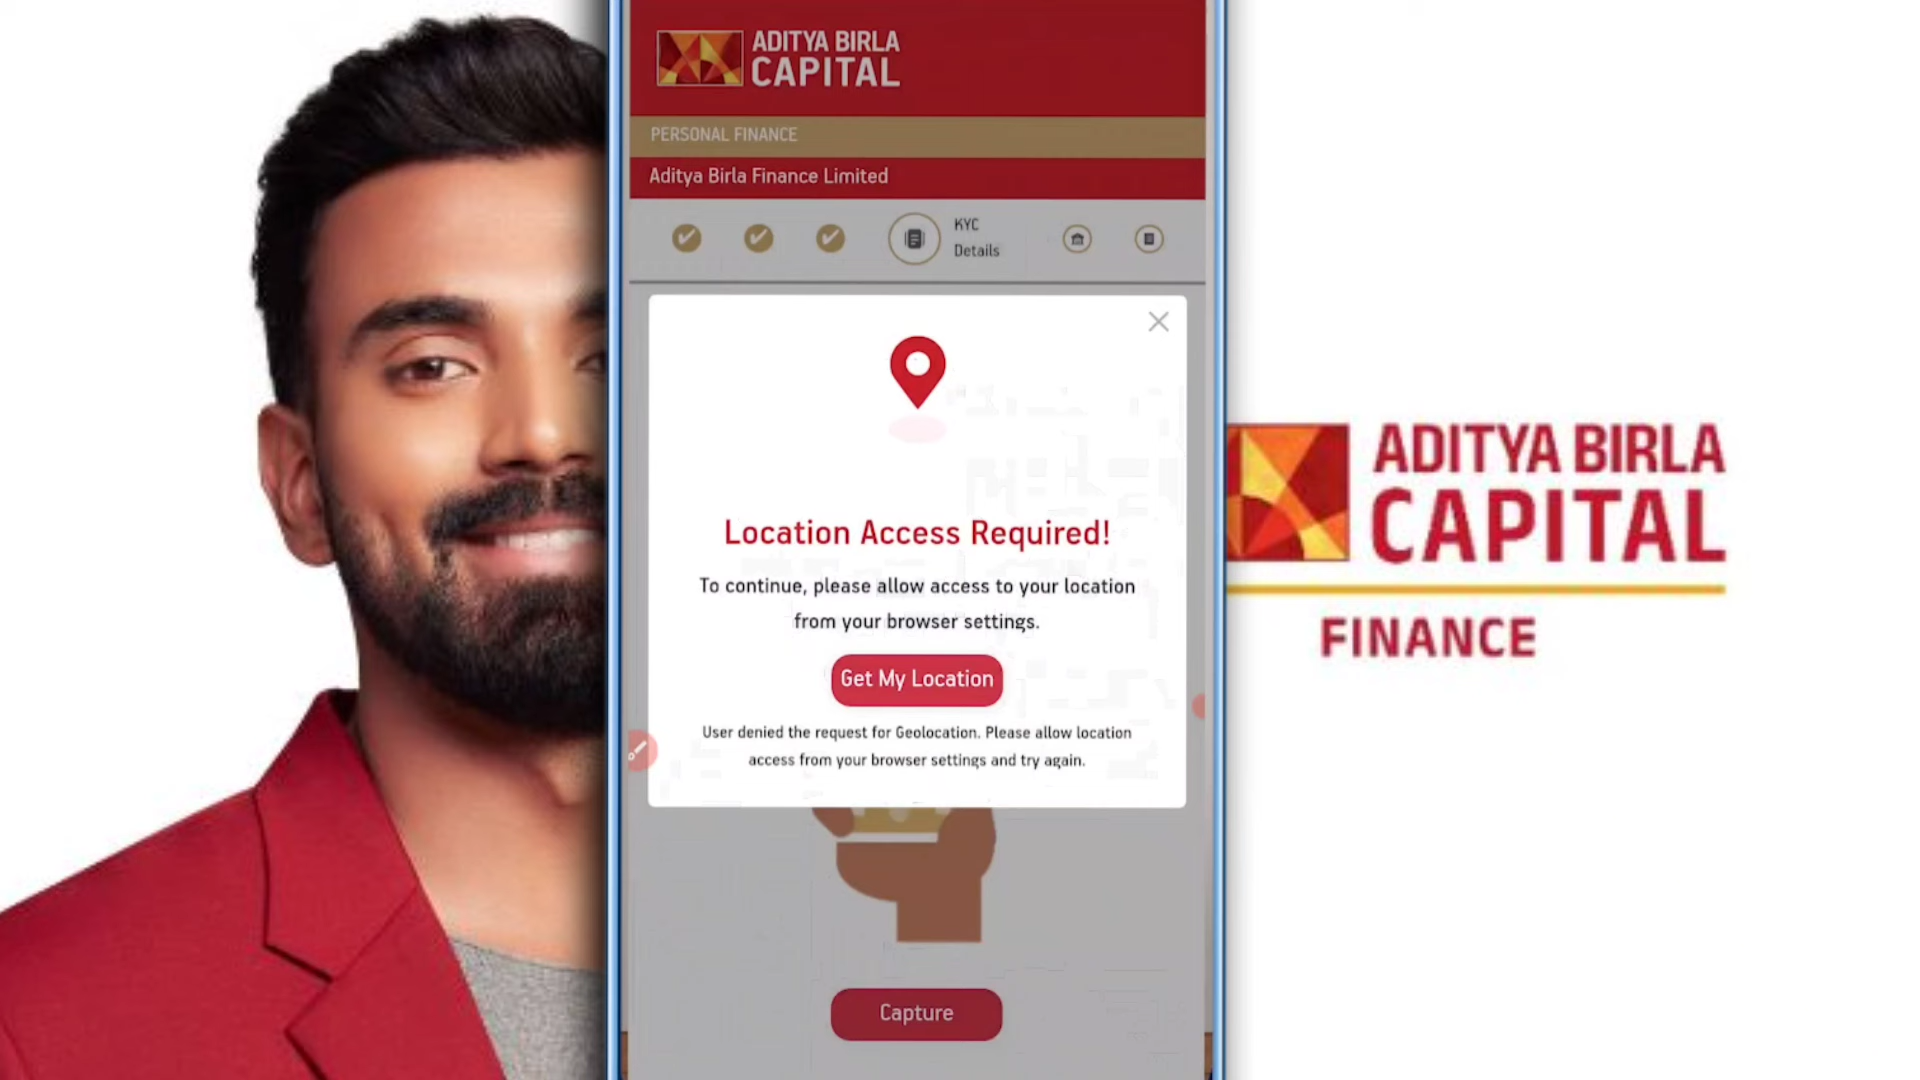 ADITYA BIRLA
CAPITAL
PERSONAL FINANCE
Aditya Birla Finance Limited
KYC
Details
Location Access Required!
To continue, please allow access to your location
from your browser settings.
Get My Location
User denied the request for Geolocation. Please allow location
access from your browser settings and try again.
Capture
ADITYA BIRLA
CAPITAL
FINANCE